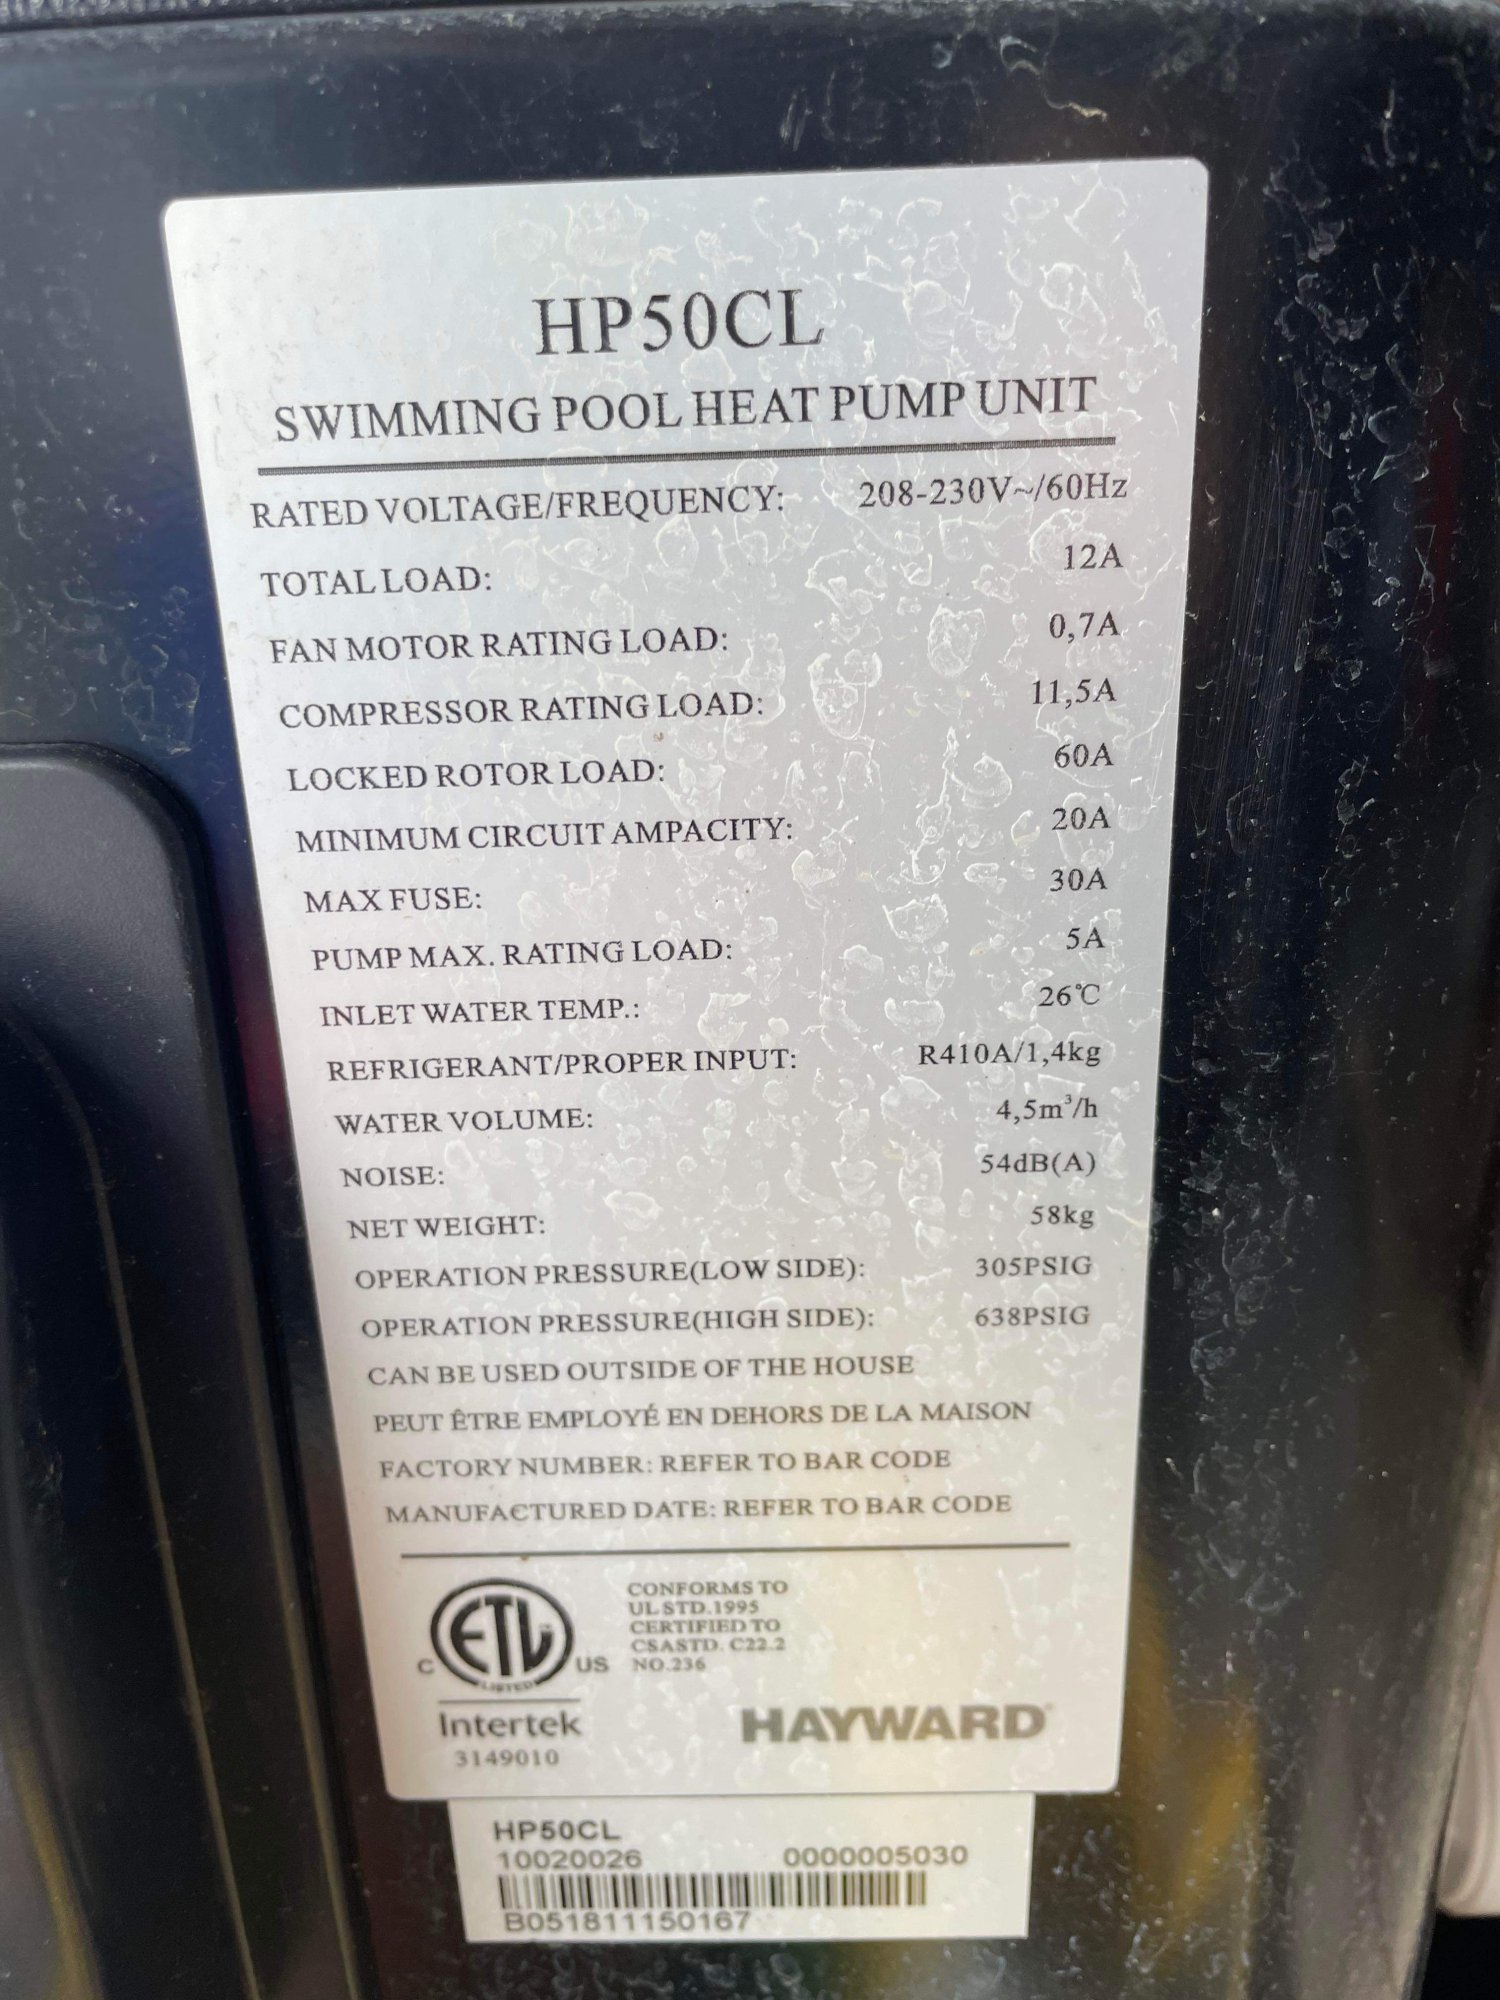 HP50CL
SWIMMING POOL HEAT PUMP UNIT
RATED VOLTAGE/FREQUENCY: 208-230V~/60Hz
TOTAL LOAD: 12A
FAN MOTOR RATING LOAD: 0,7A
COMPRESSOR RATING LOAD: 11,5A
LOCKED ROTOR LOAD: 60A
MINIMUM CIRCUIT AMPACITY: 20A
MAX FUSE: 30A
PUMP MAX. RATING LOAD: 5A
INLET WATER TEMP.: 26℃
REFRIGERANT/PROPER INPUT: R410A/1,4kg
WATER VOLUME: 4,5m³/h
NOISE: 54dB(A)
NET WEIGHT: 58kg
OPERATION PRESSURE(LOW SIDE): 305PSIG
OPERATION PRESSURE(HIGH SIDE): 638PSIG
CAN BE USED OUTSIDE OF THE HOUSE
PEUT ÊTRE EMPLOYÉ EN DEHORS DE LA MAISON
FACTORY NUMBER: REFER TO BAR CODE
MANUFACTURED DATE: REFER TO BAR CODE
C ETL US
LISTED
Intertek
3149010
CONFORMS TO
UL STD.1995
CERTIFIED TO
CSASTD. C22.2
NO.236
HAYWARD
HP50CL
10020026 0000005030
B051811150167